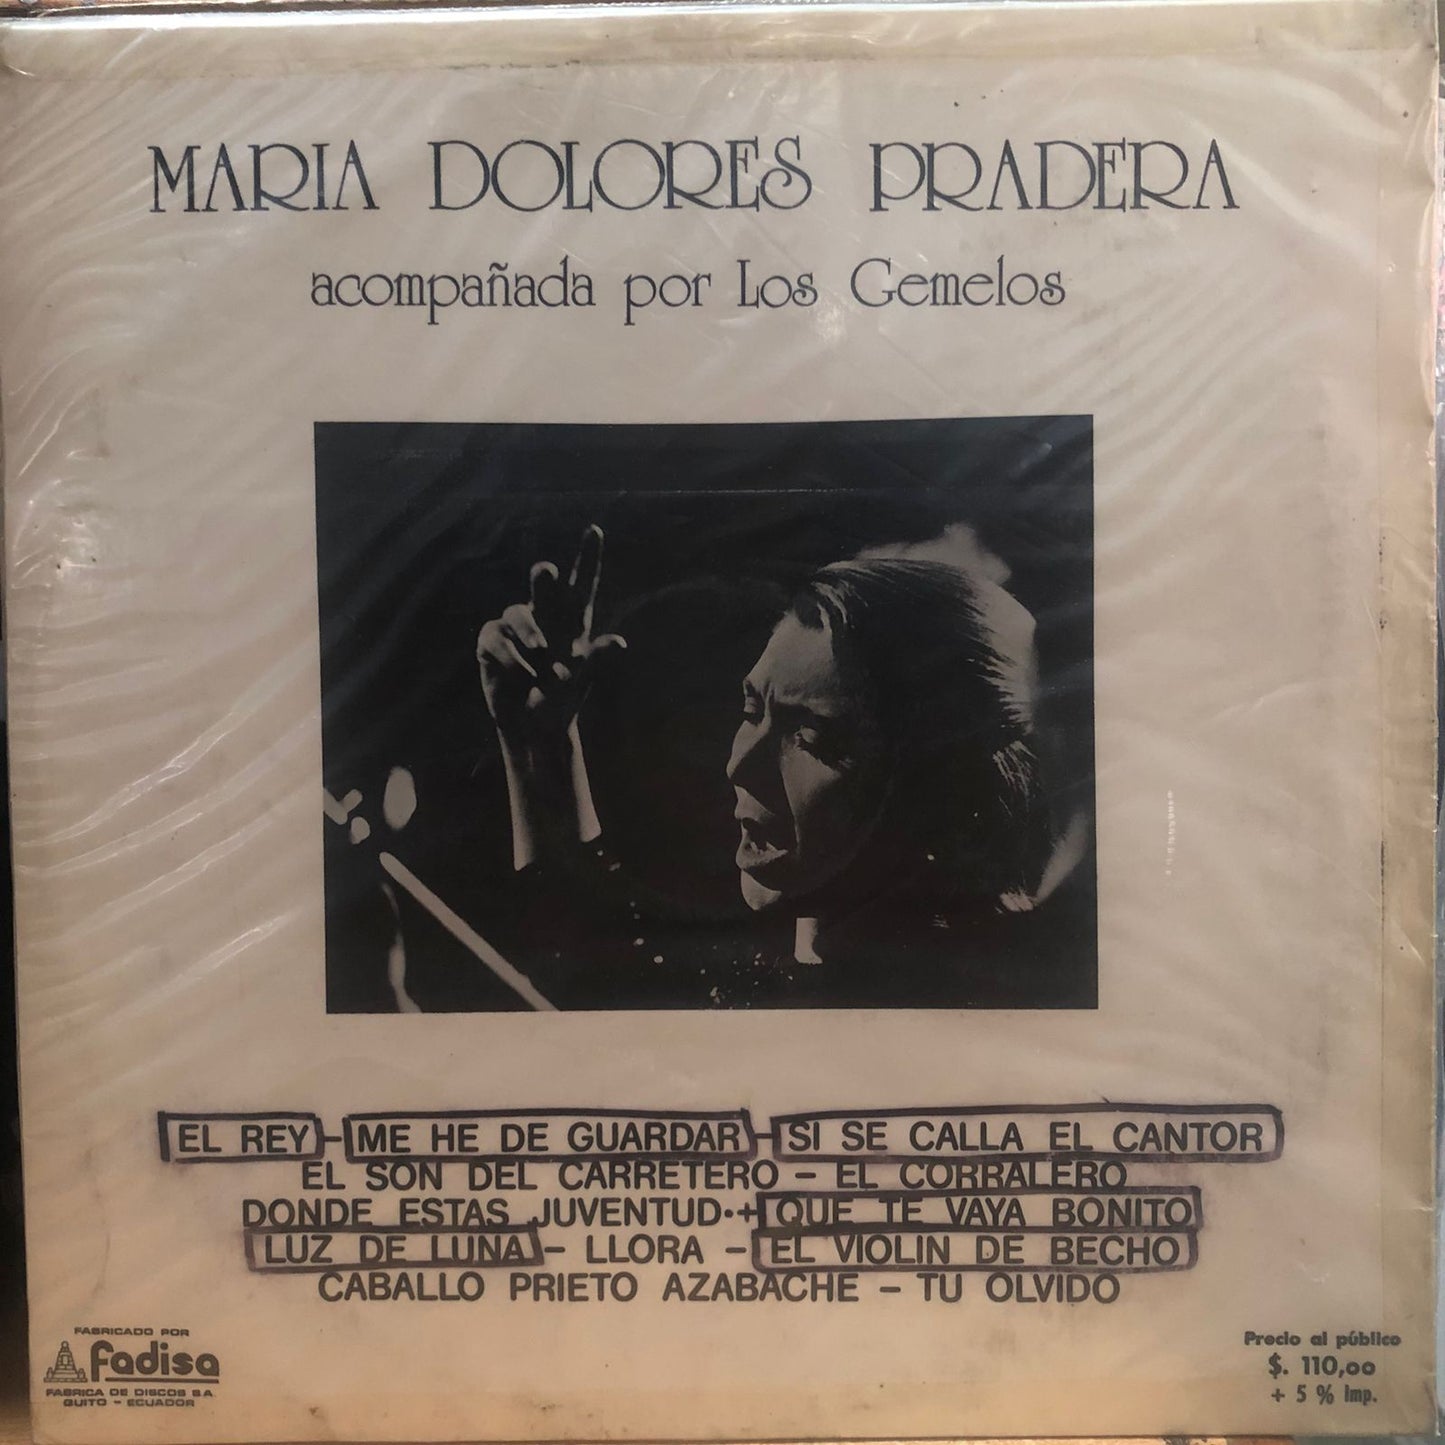 MARIA DOLORES PRADERA
acompañada por Los Gemelos
EL REY - ME HE DE GUARDAR - SI SE CALLA EL CANTOR
EL SON DEL CARRETERO - EL CORRALERO
DONDE ESTAS JUVENTUD - QUE TE VAYA BONITO
LUZ DE LUNA - LLORA - EL VIOLIN DE BECHO
CABALLO PRIETO AZABACHE - TU OLVIDO
FABRICADO POR
fadisa
FABRICA DE DISCOS S.A.
QUITO - ECUADOR
Precio al público
$. 110,oo
+ 5 % Imp.